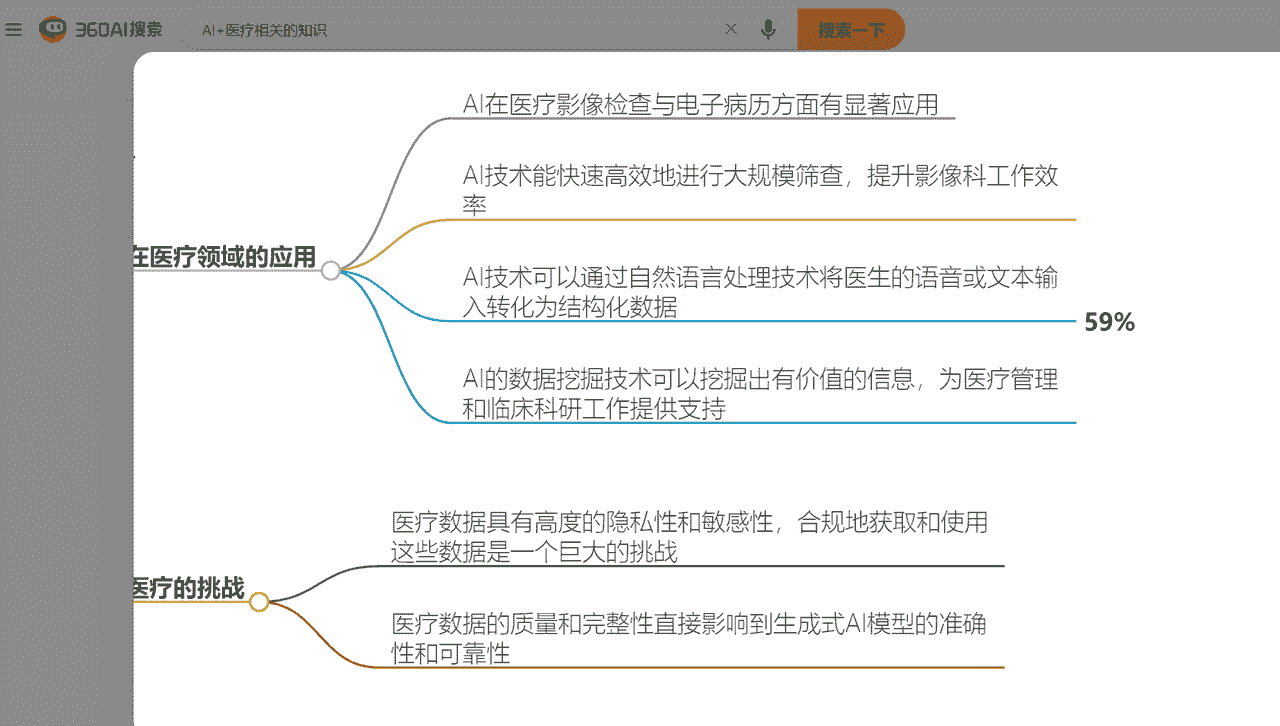 360AI搜索
AI+医疗相关的知识
搜索一下
AI在医疗影像检查与电子病历方面有显著应用
AI技术能快速高效地进行大规模筛查，提升影像科工作效
率
在医疗领域的应用
AI技术可以通过自然语言处理技术将医生的语音或文本输
入转化为结构化数据
59%
AI的数据挖掘技术可以挖掘出有价值的信息，为医疗管理
和临床科研工作提供支持
医疗数据具有高度的隐私性和敏感性，合规地获取和使用
这些数据是一个巨大的挑战
医疗的挑战
医疗数据的质量和完整性直接影响到生成式AI模型的准确
性和可靠性